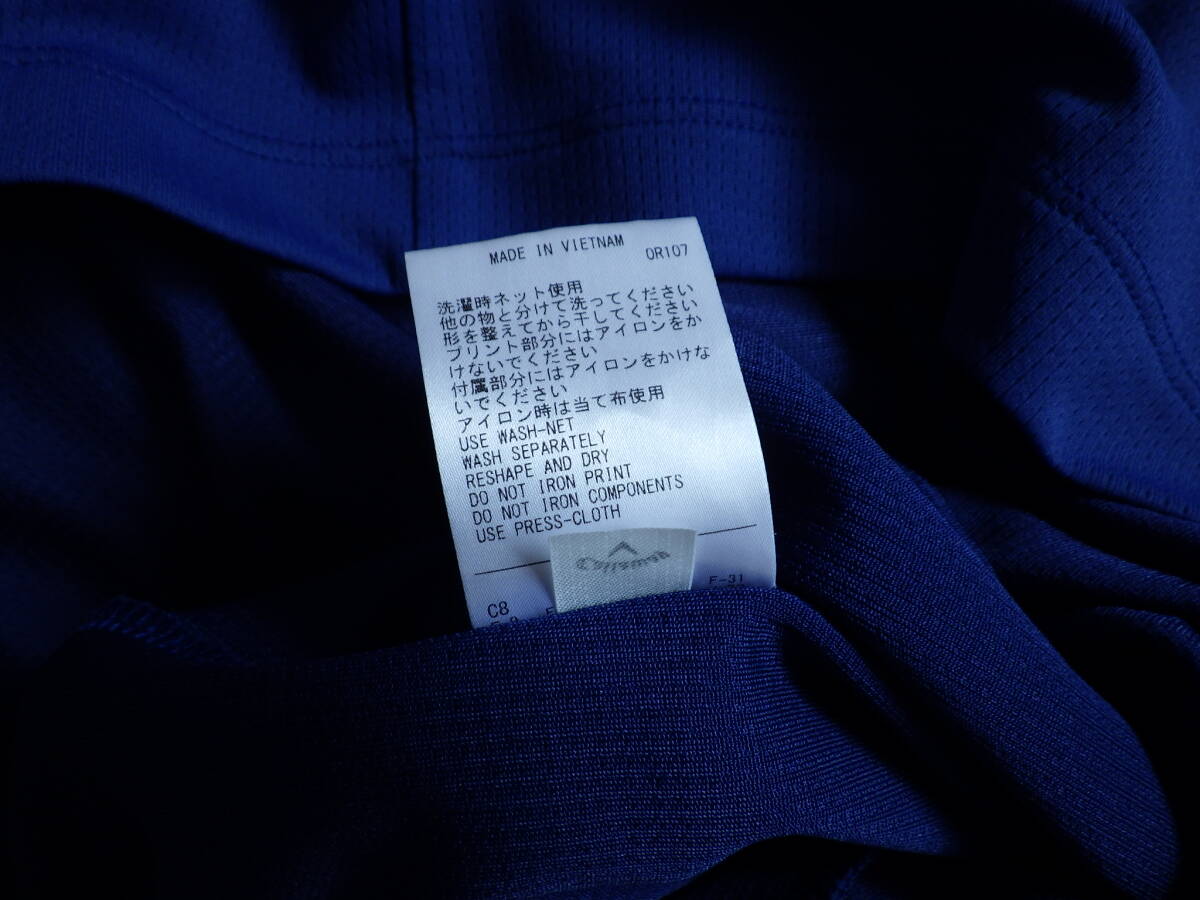 MADE IN VIETNAM
0R107
洗濯時ネット使用
他の物と分けて洗ってください
形を整えてから干してください
プリント部分にはアイロンをか
けないでください
付属部分にはアイロンをかけな
いでください
アイロン時は当て布使用
USE WASH-NET
WASH SEPARATELY
RESHAPE AND DRY
DO NOT IRON PRINT
DO NOT IRON COMPONENTS
USE PRESS-CLOTH
Callaway
C8
F-31